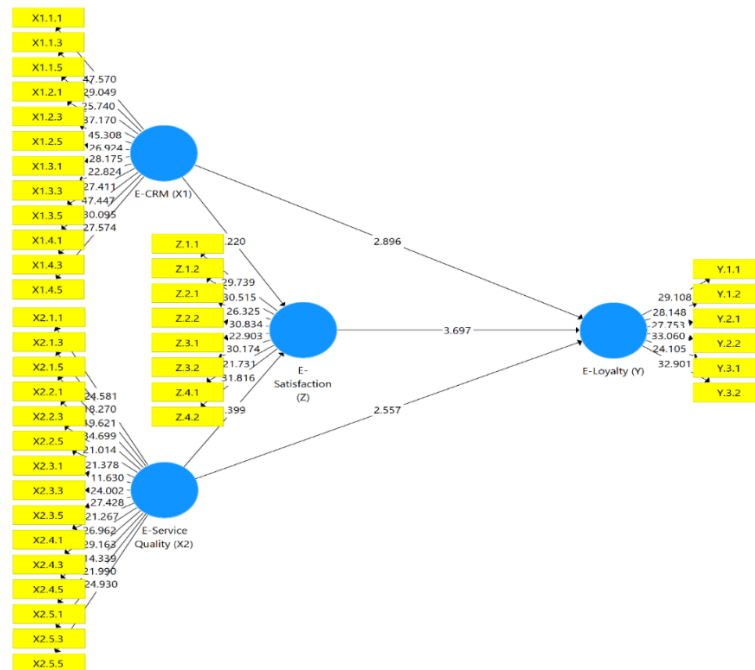 X1.1.1
X1.1.3
X1.1.5
X1.2.1
X1.2.3
X1.2.5
X1.3.1
X1.3.3
X1.3.5
X1.4.1
X1.4.3
X1.4.5
47.570
29.049
25.740
37.170
45.308
26.924
28.175
22.824
27.411
47.447
30.095
27.574
E-CRM (X1)
.220
2.896
Z.1.1
Z.1.2
Z.2.1
Z.2.2
Z.3.1
Z.3.2
Z.4.1
Z.4.2
29.739
30.515
26.325
30.834
22.903
30.174
21.731
31.816
E-
Satisfaction
(Z)
3.697
.399
2.557
X2.1.1
X2.1.3
X2.1.5
X2.2.1
X2.2.3
X2.2.5
X2.3.1
X2.3.3
X2.3.5
X2.4.1
X2.4.3
X2.4.5
X2.5.1
X2.5.3
X2.5.5
24.581
18.270
34.699
21.014
21.378
11.630
24.002
27.428
21.267
26.962
29.163
14.339
21.990
24.930
E-Service
Quality (X2)
E-Loyalty (Y)
29.108
28.148
27.753
33.060
24.105
32.901
Y.1.1
Y.1.2
Y.2.1
Y.2.2
Y.3.1
Y.3.2